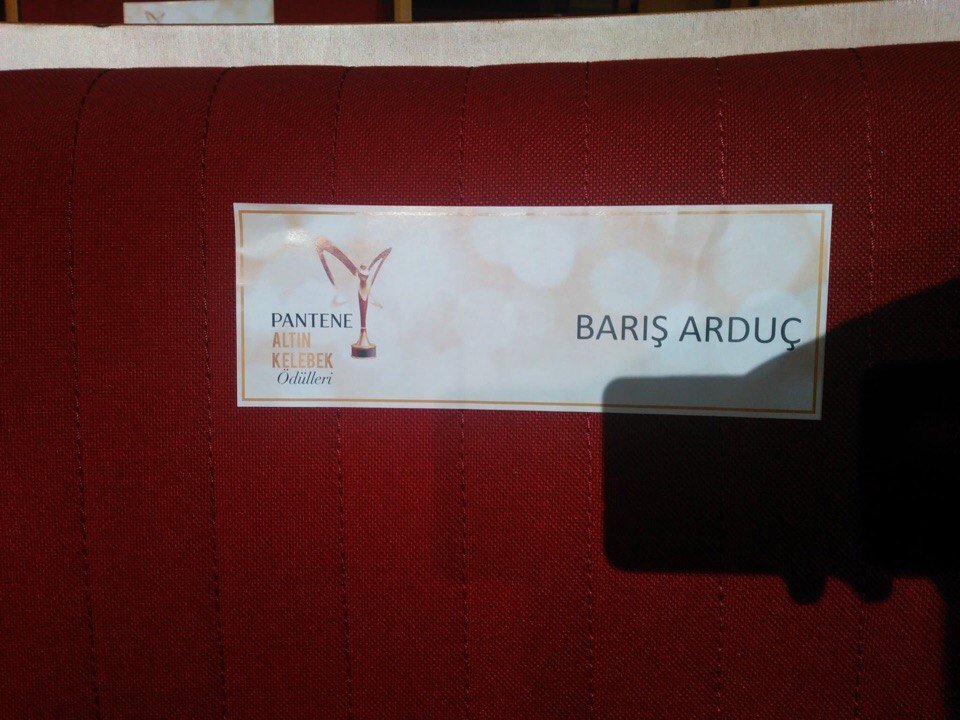 PANTENE
ALTIN
KELEBEK
Ödülleri
BARIŞ ARDUÇ